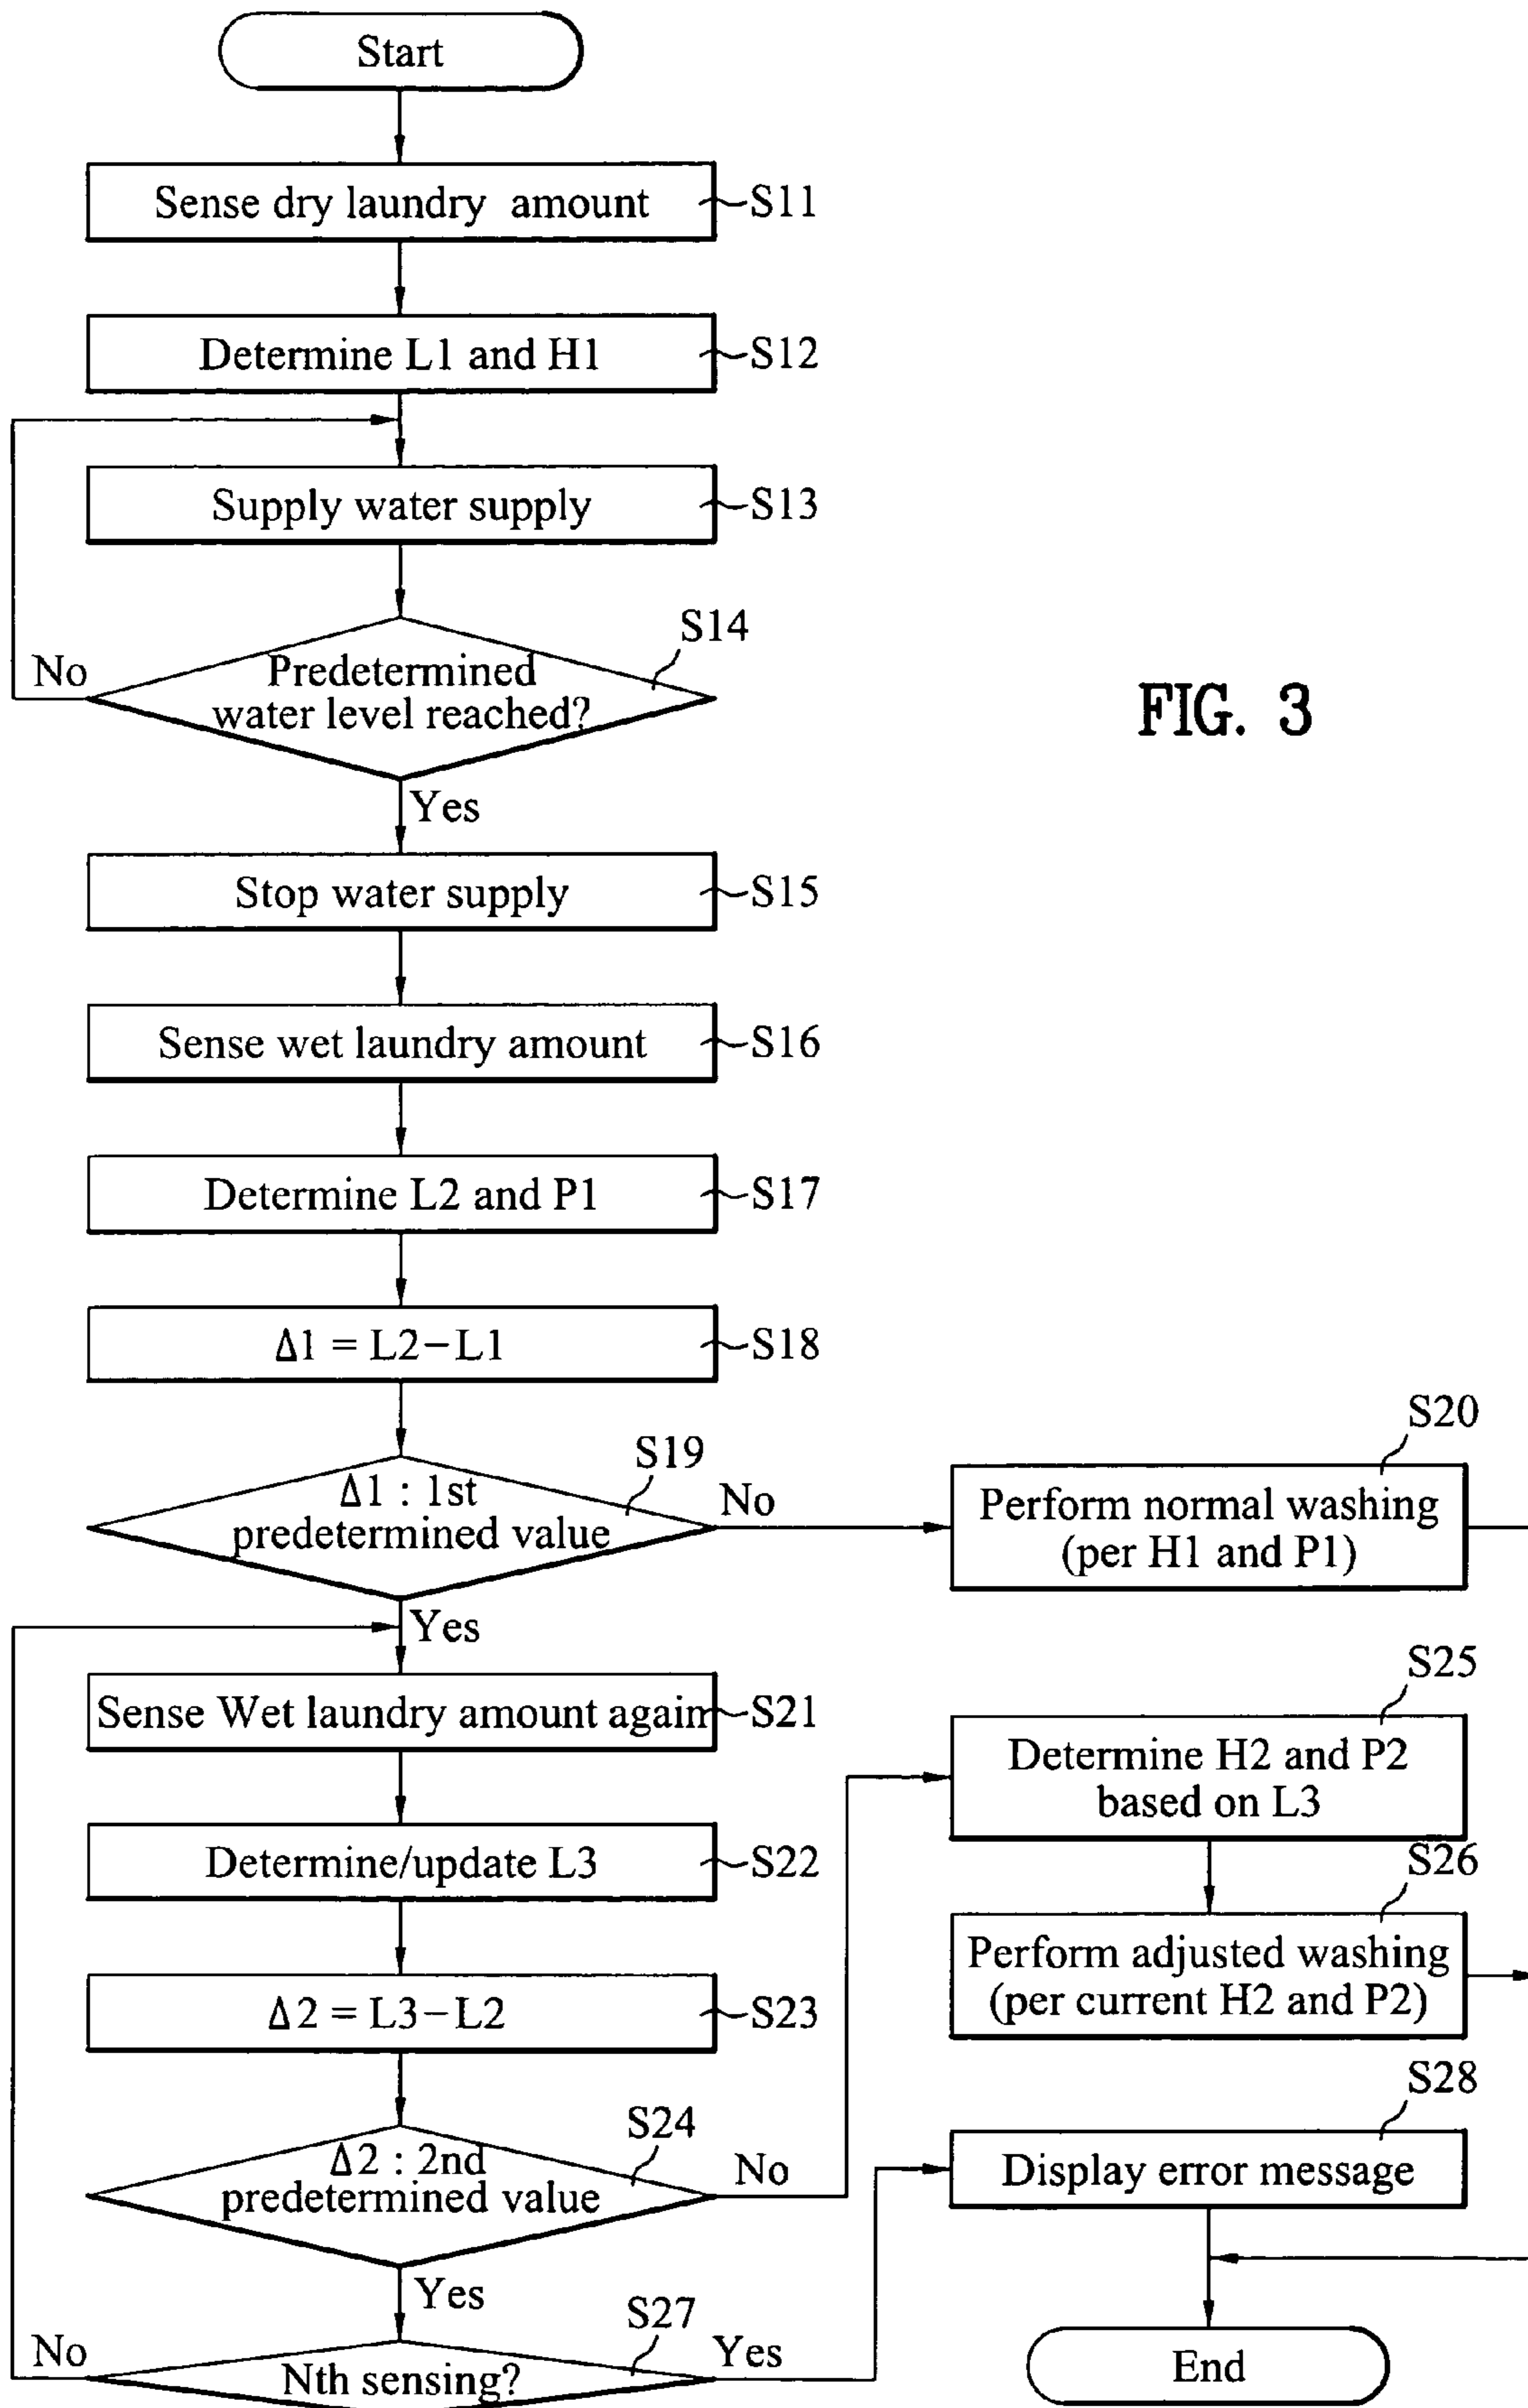 Start
Sense dry laundry amount
S11
Determine L1 and H1
S12
Supply water supply
S13
S14
Predetermined
water level reached?
No
Yes
FIG. 3
Stop water supply
S15
Sense wet laundry amount
S16
Determine L2 and P1
S17
Δ1 = L2-L1
S18
S19
Δ1 : 1st
predetermined value
No
Yes
S20
Perform normal washing
(per H1 and P1)
Sense Wet laundry amount again
S21
Determine/update L3
S22
Δ2 = L3-L2
S23
S24
Δ2 : 2nd
predetermined value
No
Yes
S25
Determine H2 and P2
based on L3
S26
Perform adjusted washing
(per current H2 and P2)
S27
Nth sensing?
No
Yes
S28
Display error message
End